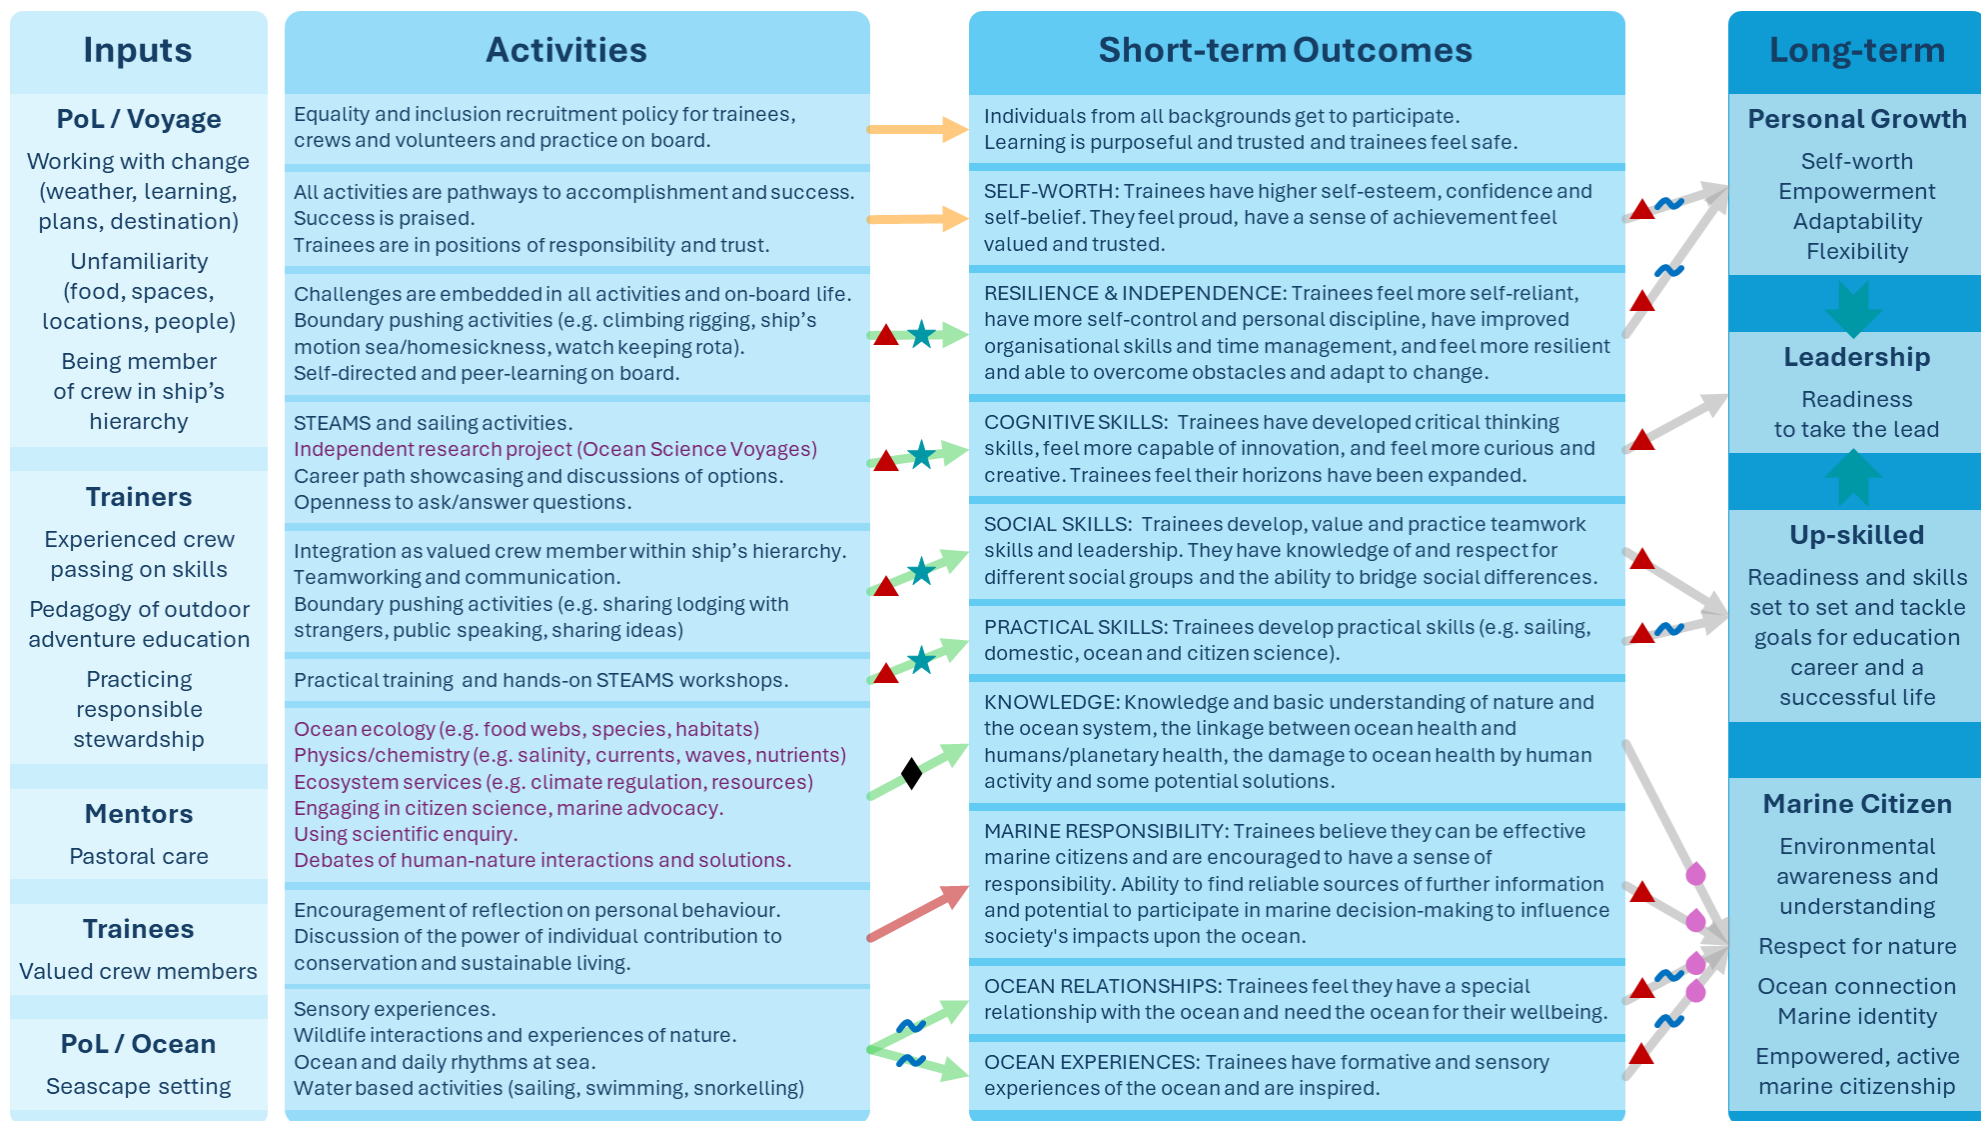 Inputs
PoL / Voyage
Working with change
(weather, learning,
plans, destination)
Unfamiliarity
(food, spaces,
locations, people)
Being member
of crew in ship's
hierarchy
Trainers
Experienced crew
passing on skills
Pedagogy of outdoor
adventure education
Practicing
responsible
stewardship
Mentors
Pastoral care
Trainees
Valued crew members
PoL / Ocean
Seascape setting
Activities
Equality and inclusion recruitment policy for trainees,
crews and volunteers and practice on board.
All activities are pathways to accomplishment and success.
Success is praised.
Trainees are in positions of responsibility and trust.
Challenges are embedded in all activities and on-board life.
Boundary pushing activities (e.g. climbing rigging, ship's
motion sea/homesickness, watch keeping rota).
Self-directed and peer-learning on board.
STEAMS and sailing activities.
Independent research project (Ocean Science Voyages)
Career path showcasing and discussions of options.
Openness to ask/answer questions.
Integration as valued crew member within ship's hierarchy.
Teamworking and communication.
Boundary pushing activities (e.g. sharing lodging with
strangers, public speaking, sharing ideas)
Practical training and hands-on STEAMS workshops.
Ocean ecology (e.g. food webs, species, habitats)
Physics/chemistry (e.g. salinity, currents, waves, nutrients)
Ecosystem services (e.g. climate regulation, resources)
Engaging in citizen science, marine advocacy.
Using scientific enquiry.
Debates of human-nature interactions and solutions.
Encouragement of reflection on personal behaviour.
Discussion of the power of individual contribution to
conservation and sustainable living.
Sensory experiences.
Wildlife interactions and experiences of nature.
Ocean and daily rhythms at sea.
Water based activities (sailing, swimming, snorkelling)
Short-term Outcomes
Individuals from all backgrounds get to participate.
Learning is purposeful and trusted and trainees feel safe.
SELF-WORTH: Trainees have higher self-esteem, confidence and
self-belief. They feel proud, have a sense of achievement feel
valued and trusted.
RESILIENCE & INDEPENDENCE: Trainees feel more self-reliant,
have more self-control and personal discipline, have improved
organisational skills and time management, and feel more resilient
and able to overcome obstacles and adapt to change.
COGNITIVE SKILLS: Trainees have developed critical thinking
skills, feel more capable of innovation, and feel more curious and
creative. Trainees feel their horizons have been expanded.
SOCIAL SKILLS: Trainees develop, value and practice teamwork
skills and leadership. They have knowledge of and respect for
different social groups and the ability to bridge social differences.
PRACTICAL SKILLS: Trainees develop practical skills (e.g. sailing,
domestic, ocean and citizen science).
KNOWLEDGE: Knowledge and basic understanding of nature and
the ocean system, the linkage between ocean health and
humans/planetary health, the damage to ocean health by human
activity and some potential solutions.
MARINE RESPONSIBILITY: Trainees believe they can be effective
marine citizens and are encouraged to have a sense of
responsibility. Ability to find reliable sources of further information
and potential to participate in marine decision-making to influence
society's impacts upon the ocean.
OCEAN RELATIONSHIPS: Trainees feel they have a special
relationship with the ocean and need the ocean for their wellbeing.
OCEAN EXPERIENCES: Trainees have formative and sensory
experiences of the ocean and are inspired.
Long-term
Personal Growth
Self-worth
Empowerment
Adaptability
Flexibility
Leadership
Readiness
to take the lead
Up-skilled
Readiness and skills
set to set and tackle
goals for education
career and a
successful life
Marine Citizen
Environmental
awareness and
understanding
Respect for nature
Ocean connection
Marine identity
Empowered, active
marine citizenship